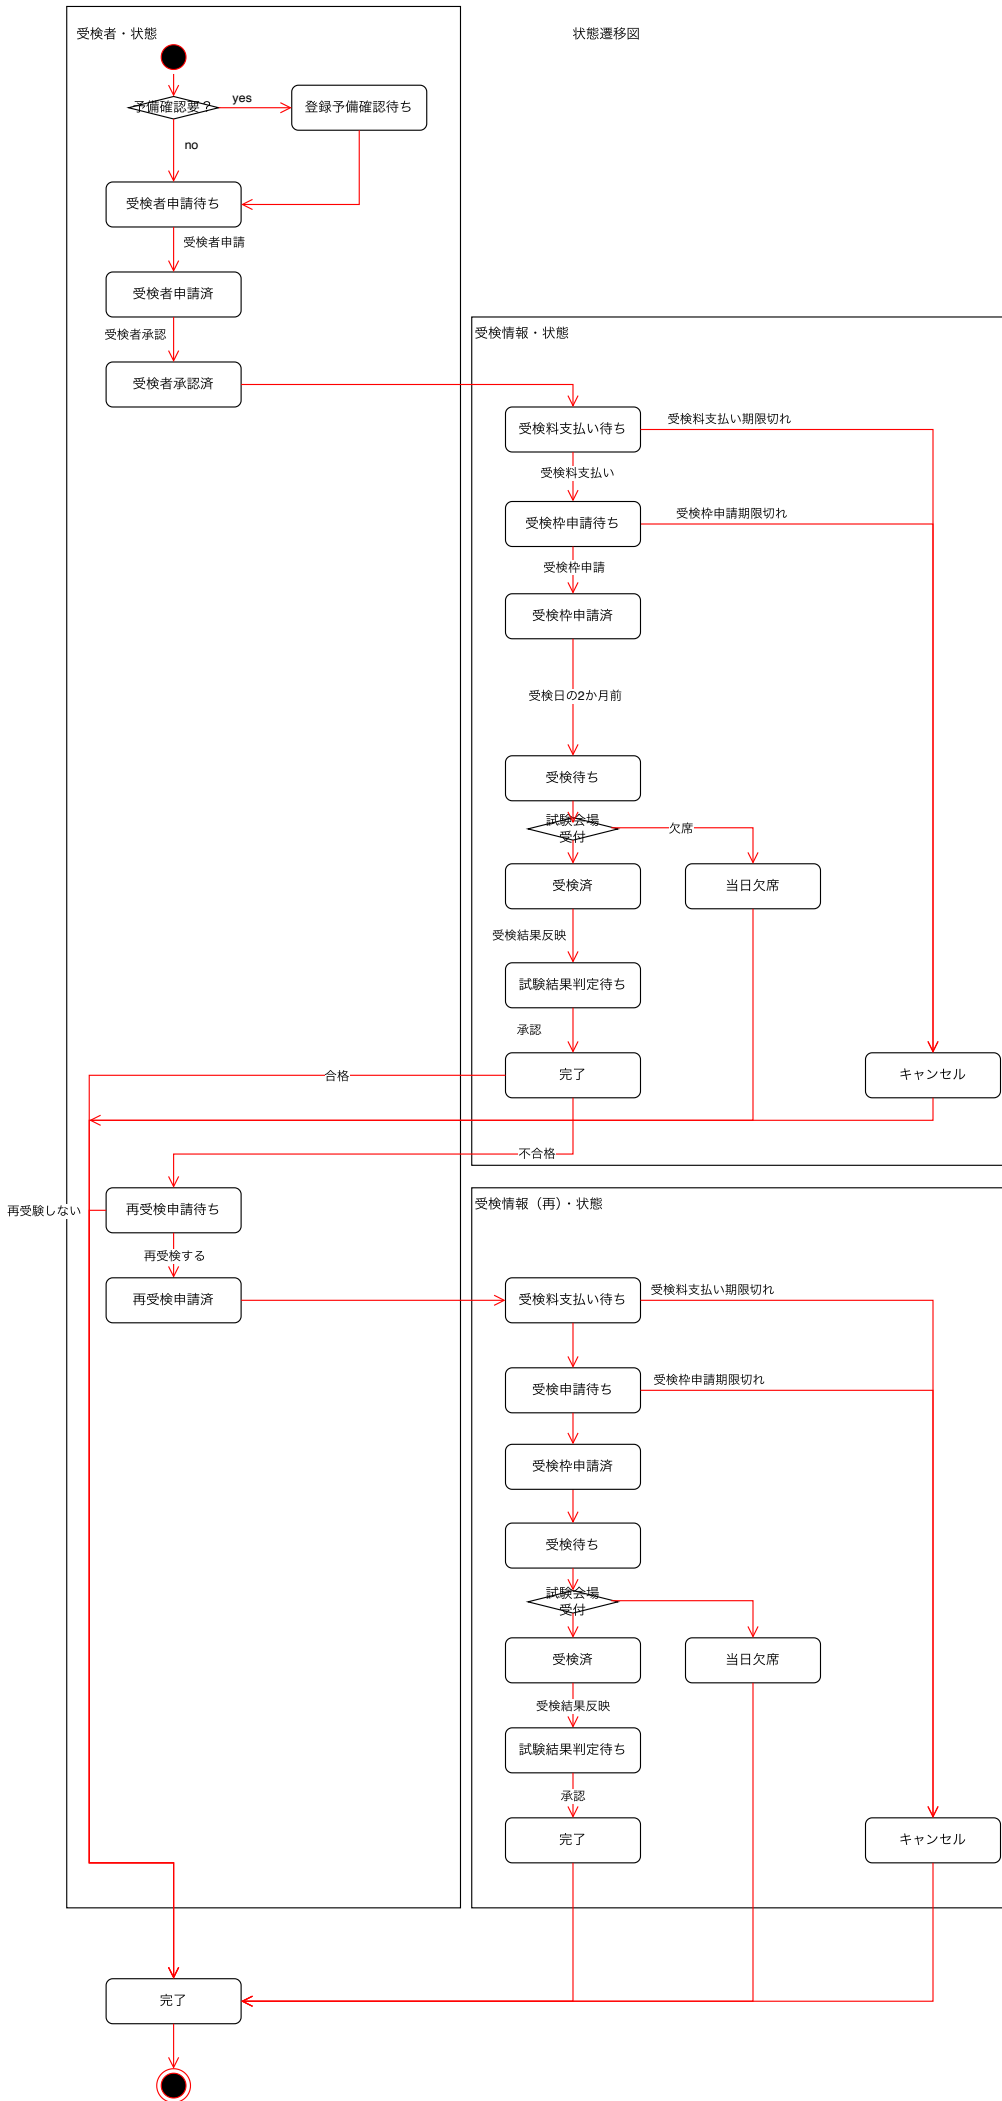 受検者・状態
状態遷移図
予備確認要？
yes
登録予備確認待ち
no
受検者申請待ち
受検者申請
受検者申請済
受検者承認
受検情報・状態
受検者承認済
受検料支払い待ち
受検料支払い期限切れ
受検料支払い
受検枠申請待ち
受検枠申請期限切れ
受検枠申請
受検枠申請済
受検日の2か月前
受検待ち
試験会場
受付
欠席
受検済
当日欠席
受検結果反映
試験結果判定待ち
承認
完了
キャンセル
合格
不合格
再受験しない
再受検申請待ち
受検情報（再）・状態
再受検する
再受検申請済
受検料支払い待ち
受検料支払い期限切れ
受検申請待ち
受検枠申請期限切れ
受検枠申請済
受検待ち
試験会場
受付
受検済
当日欠席
受検結果反映
試験結果判定待ち
承認
完了
キャンセル
完了